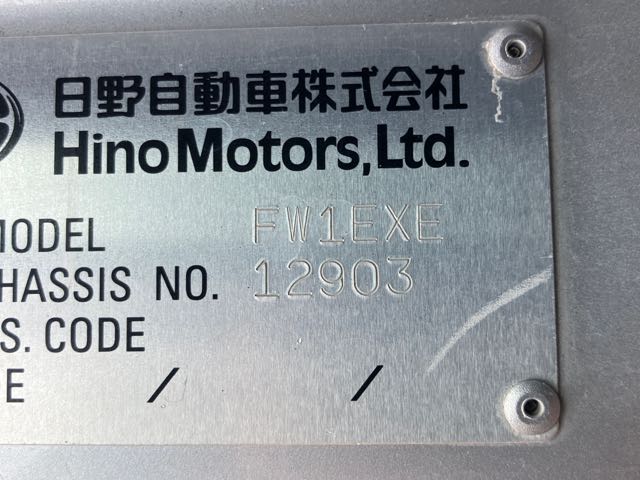 日野自動車株式会社
Hino Motors, Ltd.
MODEL FW1EXE
HASSIS NO. 12903
S. CODE
E / /